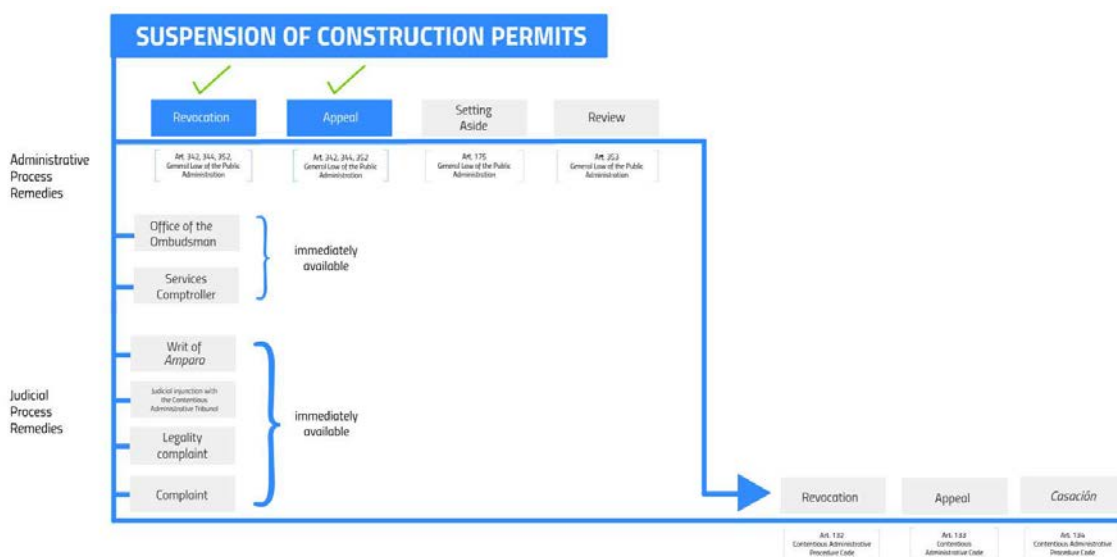 SUSPENSION OF CONSTRUCTION PERMITS
Revocation
Appeal
Setting
Aside
Review
Administrative
Process
Remedies
Art. 342, 344, 352,
General Law of the Public
Administration
Art. 342, 344, 352
General Law of the Public
Administration
Art. 175
General Law of the Public
Administration
Art. 353
General Law of the Public
Administration
Office of the
Ombudsman
Services
Comptroller
immediately
available
Judicial
Process
Remedies
Writ of
Amparo
Judicial injunction with
the Contentious
Administrative Tribunal
Legality
complaint
Complaint
immediately
available
Revocation
Appeal
Casación
Art. 132
Contentious Administrative
Procedure Code
Art. 133
Contentious
Administrative Code
Art. 134
Contentious Administrative
Procedure Code